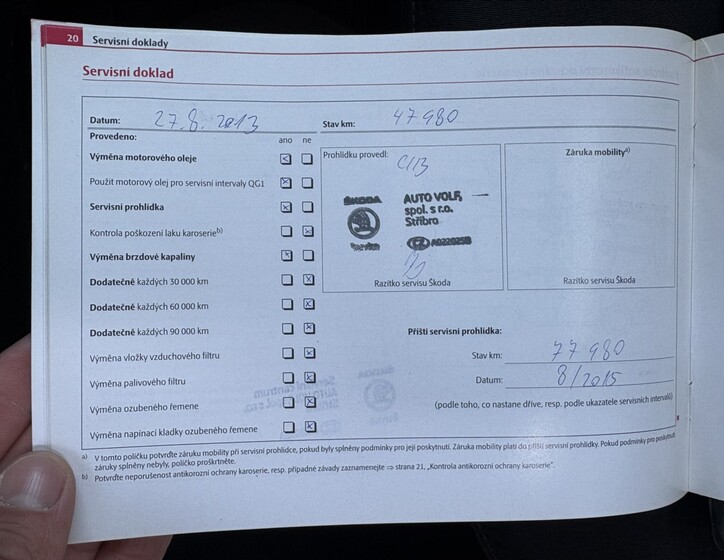 20 Servisní doklady
Servisní doklad
Datum: 27.8.2013 Stav km: 47 980
Provedeno: ano ne
Výměna motorového oleje
Použit motorový olej pro servisní intervaly QG1
Servisní prohlídka
Kontrola poškození laku karoserieb)
Výměna brzdové kapaliny
Dodatečně každých 30 000 km
Dodatečně každých 60 000 km
Dodatečně každých 90 000 km
Výměna vložky vzduchového filtru
Výměna palivového filtru
Výměna ozubeného řemene
Výměna napínací kladky ozubeného řemene
Prohlídku provedl:
ŠKODA
Service
AUTO VOLF,
spol. s r.o.
Stříbro
CZ A022025B
Razítko servisu Škoda
Záruka mobilitya)
Razítko servisu Škoda
Příští servisní prohlídka:
Stav km: 77 980
Datum: 8/2015
(podle toho, co nastane dříve, resp. podle ukazatele servisních intervalů)
a) V tomto políčku potvrďte záruku mobility při servisní prohlídce, pokud byly splněny podmínky pro její poskytnutí. Záruka mobility platí do příští servisní prohlídky. Pokud podmínky pro poskytnutí
záruky splněny nebyly, políčko proškrtněte.
b) Potvrďte neporušenost antikorozní ochrany karoserie, resp. případné závady zaznamenejte ⇒ strana 21, „Kontrola antikorozní ochrany karoserie“.